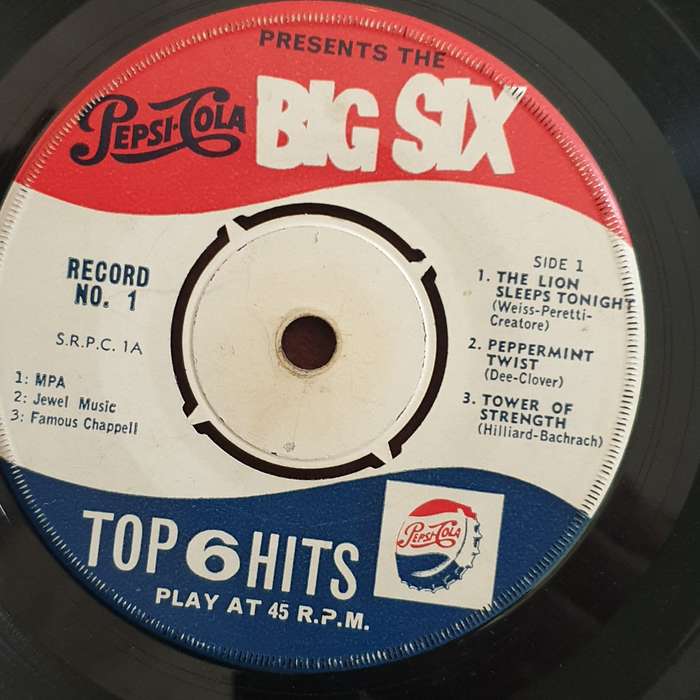 PRESENTS THE
PEPSI-COLA BIG SIX
RECORD
NO. 1
S.R.P.C. 1A
1: MPA
2: Jewel Music
3: Famous Chappell
SIDE 1
1. THE LION
SLEEPS TONIGHT
(Weiss-Peretti-
Creatore)
2. PEPPERMINT
TWIST
(Dee-Clover)
3. TOWER OF
STRENGTH
(Hilliard-Bachrach)
TOP 6 HITS
PEPSI-COLA
PLAY AT 45 R.P.M.